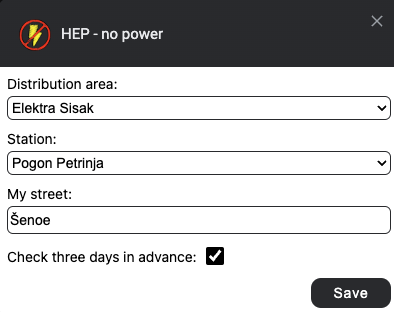 HEP - no power
Distribution area:
Elektra Sisak
Station:
Pogon Petrinja
My street:
Šenoe
Check three days in advance:
Save